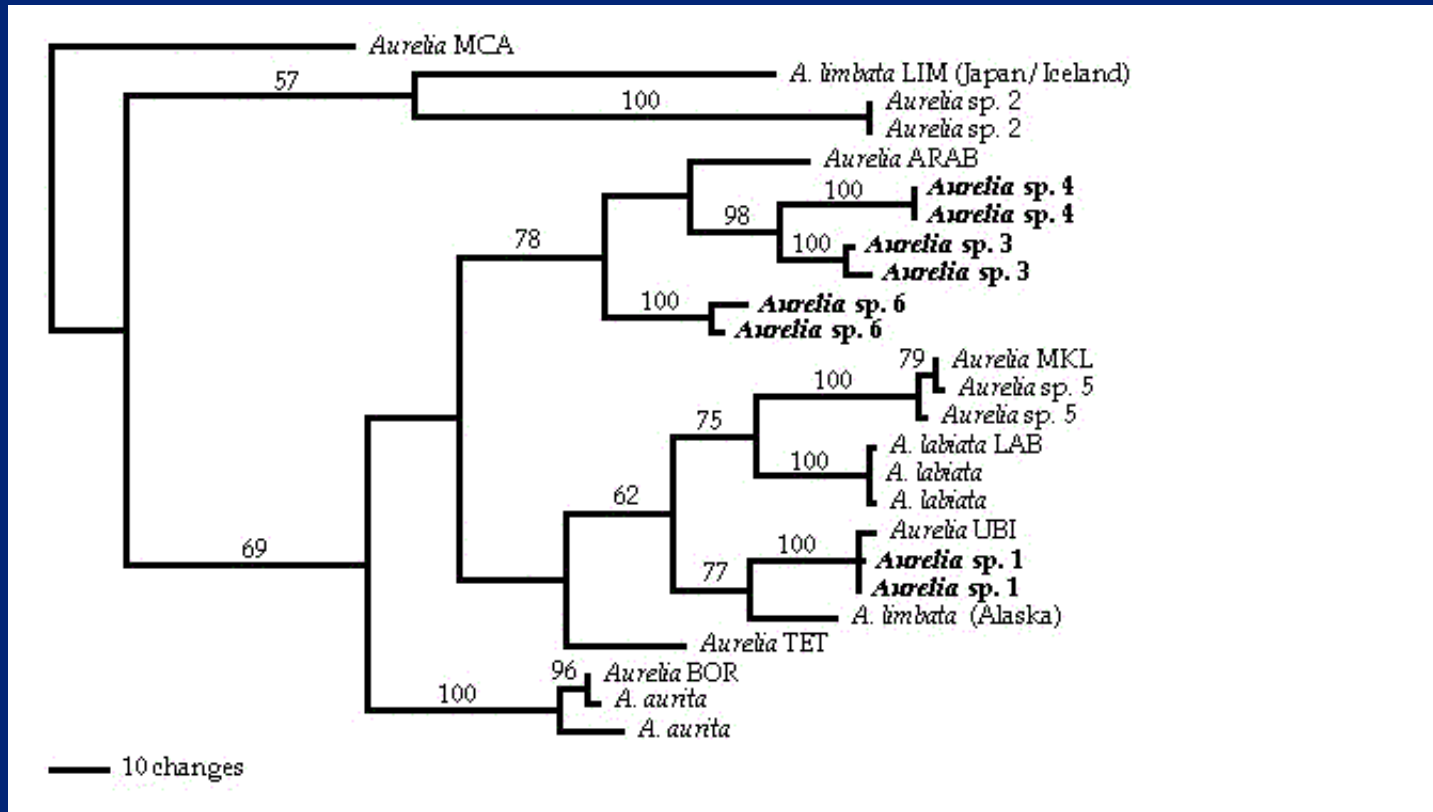 Aurelia MCA
A. limbata LIM (Japan/ Iceland)
57
100
Aurelia sp. 2
Aurelia sp. 2
Aurelia ARAB
100
Aurelia sp. 4
98
Aurelia sp. 4
78
100
Aurelia sp. 3
Aurelia sp. 3
100
Aurelia sp. 6
Aurelia sp. 6
79
Aurelia MKL
100
Aurelia sp. 5
75
Aurelia sp. 5
A. labiata LAB
100
A. labiata
62
A. labiata
Aurelia UBI
100
69
Aurelia sp. 1
77
Aurelia sp. 1
A. limbata (Alaska)
Aurelia TET
96
Aurelia BOR
100
A. aurita
A. aurita
10 changes